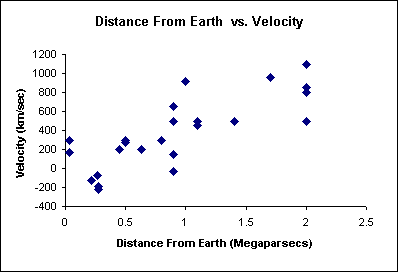 Distance From Earth  vs. Velocity
Velocity (km/sec)
1200
1000
800
600
400
200
0
-200
-400
0 0.5 1 1.5 2 2.5
Distance From Earth (Megaparsecs)